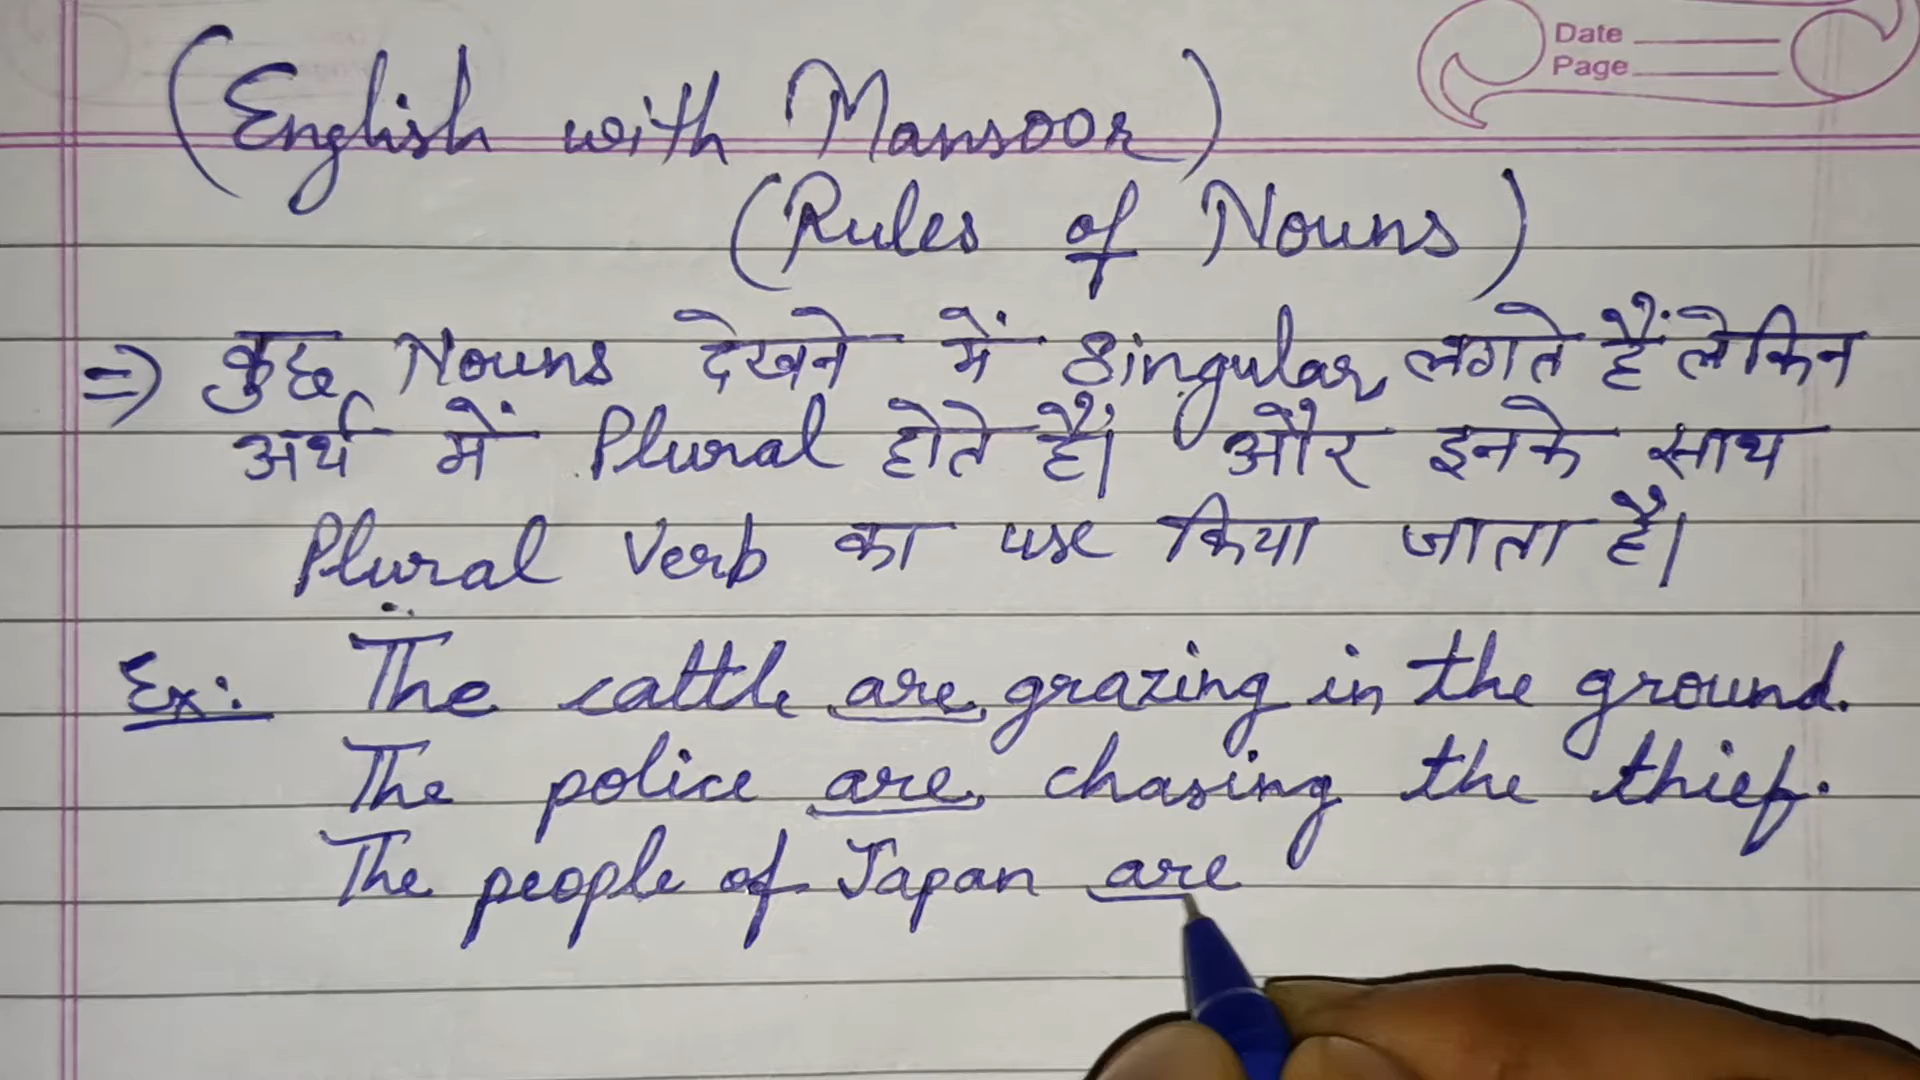 Date
Page
(English with Mansoor)
(Rules of Nouns)
=> कुछ Nouns देखने में Singular लगते हैं लेकिन
अर्थ में Plural होते हैं। और इनके साथ
Plural verb का use किया जाता है।
Ex: The cattle are grazing in the ground.
The police are chasing the thief.
The people of Japan are